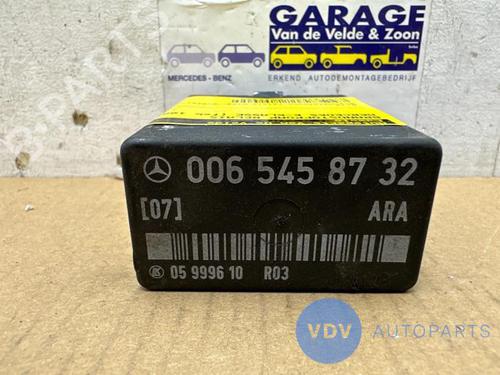 GARAGE
Van de Velde & Zoon
MERCEDES - BENZ
ERKEND AUTODEMONTAGEBEDRIJF
006 545 87 32
[07] ARA
05 9996 10 R03
VDV AUTOPARTS